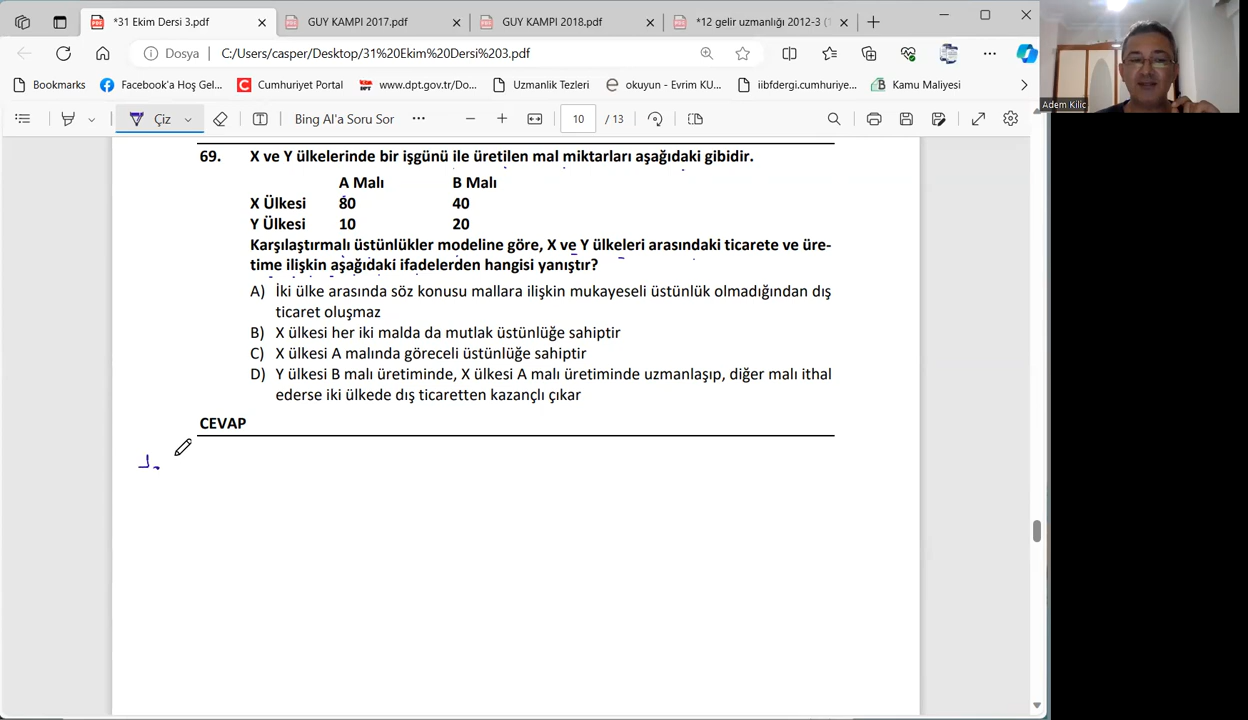 *31 Ekim Dersi 3.pdf
GUY KAMPI 2017.pdf
GUY KAMPI 2018.pdf
*12 gelir uzmanlığı 2012-3 (1
Dosya
C:/Users/casper/Desktop/31%20Ekim%20Dersi%203.pdf
Bookmarks
Facebook'a Hoş Gel...
Cumhuriyet Portal
www.dpt.gov.tr/Do...
Uzmanlık Tezleri
okuyun - Evrim KU...
iibfdergi.cumhuriye...
Kamu Maliyesi
Adem Kilic
Çiz
Bing Al'a Soru Sor
10 / 13
69. X ve Y ülkelerinde bir işgünü ile üretilen mal miktarları aşağıdaki gibidir.
A Malı B Malı
X Ülkesi 80 40
Y Ülkesi 10 20
Karşılaştırmalı üstünlükler modeline göre, X ve Y ülkeleri arasındaki ticarete ve üre-
time ilişkin aşağıdaki ifadelerden hangisi yanıştır?
A) İki ülke arasında söz konusu mallara ilişkin mukayeseli üstünlük olmadığından dış
ticaret oluşmaz
B) X ülkesi her iki malda da mutlak üstünlüğe sahiptir
C) X ülkesi A malında göreceli üstünlüğe sahiptir
D) Y ülkesi B malı üretiminde, X ülkesi A malı üretiminde uzmanlaşıp, diğer malı ithal
ederse iki ülkede dış ticaretten kazançlı çıkar
CEVAP